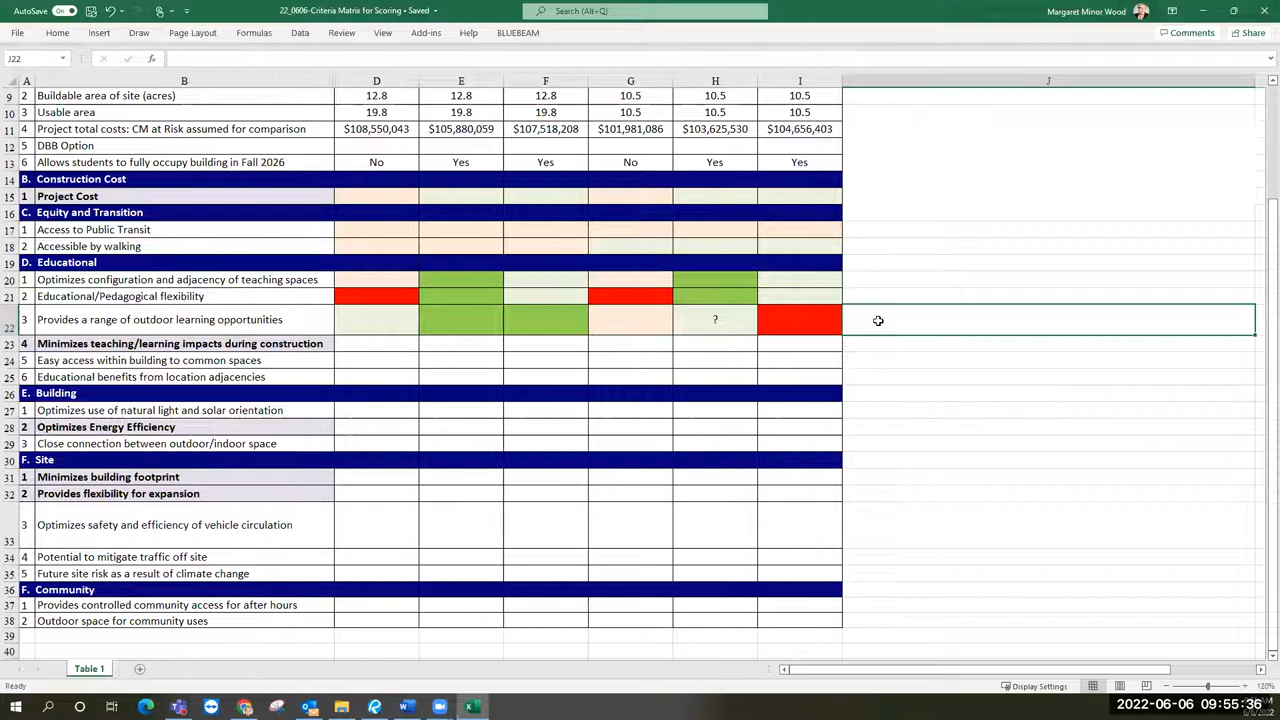 AutoSave On 22_0606-Criteria Matrix for Scoring • Saved Search (Alt+Q) Margaret Minor Wood
File Home Insert Draw Page Layout Formulas Data Review View Add-ins Help BLUEBEAM Comments Share
J22 fx
A B D E F G H I J
9 2 Buildable area of site (acres) 12.8 12.8 12.8 10.5 10.5 10.5
10 3 Usable area 19.8 19.8 19.8 10.5 10.5 10.5
11 4 Project total costs: CM at Risk assumed for comparison $108,550,043 $105,880,059 $107,518,208 $101,981,086 $103,625,530 $104,656,403
12 5 DBB Option
13 6 Allows students to fully occupy building in Fall 2026 No Yes Yes No Yes Yes
14 B. Construction Cost
15 1 Project Cost
16 C. Equity and Transition
17 1 Access to Public Transit
18 2 Accessible by walking
19 D. Educational
20 1 Optimizes configuration and adjacency of teaching spaces
21 2 Educational/Pedagogical flexibility
22 3 Provides a range of outdoor learning opportunities ?
23 4 Minimizes teaching/learning impacts during construction
24 5 Easy access within building to common spaces
25 6 Educational benefits from location adjacencies
26 E. Building
27 1 Optimizes use of natural light and solar orientation
28 2 Optimizes Energy Efficiency
29 3 Close connection between outdoor/indoor space
30 F. Site
31 1 Minimizes building footprint
32 2 Provides flexibility for expansion
33 3 Optimizes safety and efficiency of vehicle circulation
34 4 Potential to mitigate traffic off site
35 5 Future site risk as a result of climate change
36 F. Community
37 1 Provides controlled community access for after hours
38 2 Outdoor space for community uses
39
40
Table 1
Ready Display Settings 120%
2022-06-06 09:55:36